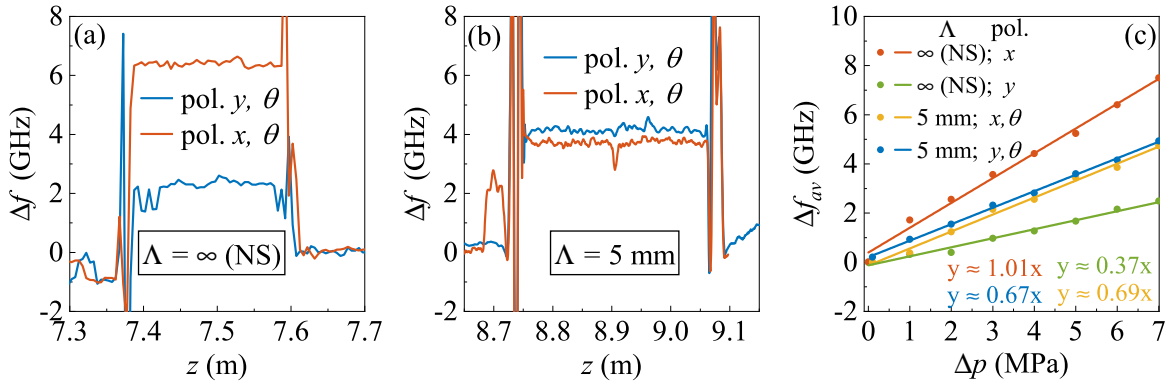 (a)
pol. y, θ
pol. x, θ
Λ = ∞ (NS)
Δf (GHz)
8
6
4
2
0
-2
7.3
7.4
7.5
7.6
7.7
z (m)
(b)
pol. y, θ
pol. x, θ
Λ = 5 mm
Δf (GHz)
8
6
4
2
0
-2
8.7
8.8
8.9
9.0
9.1
z (m)
(c)
Λ pol.
∞ (NS); x
∞ (NS); y
5 mm; x,θ
5 mm; y,θ
y ≈ 1.01x
y ≈ 0.37x
y ≈ 0.67x
y ≈ 0.69x
Δf_av (GHz)
10
8
6
4
2
0
-2
0
1
2
3
4
5
6
7
Δp (MPa)